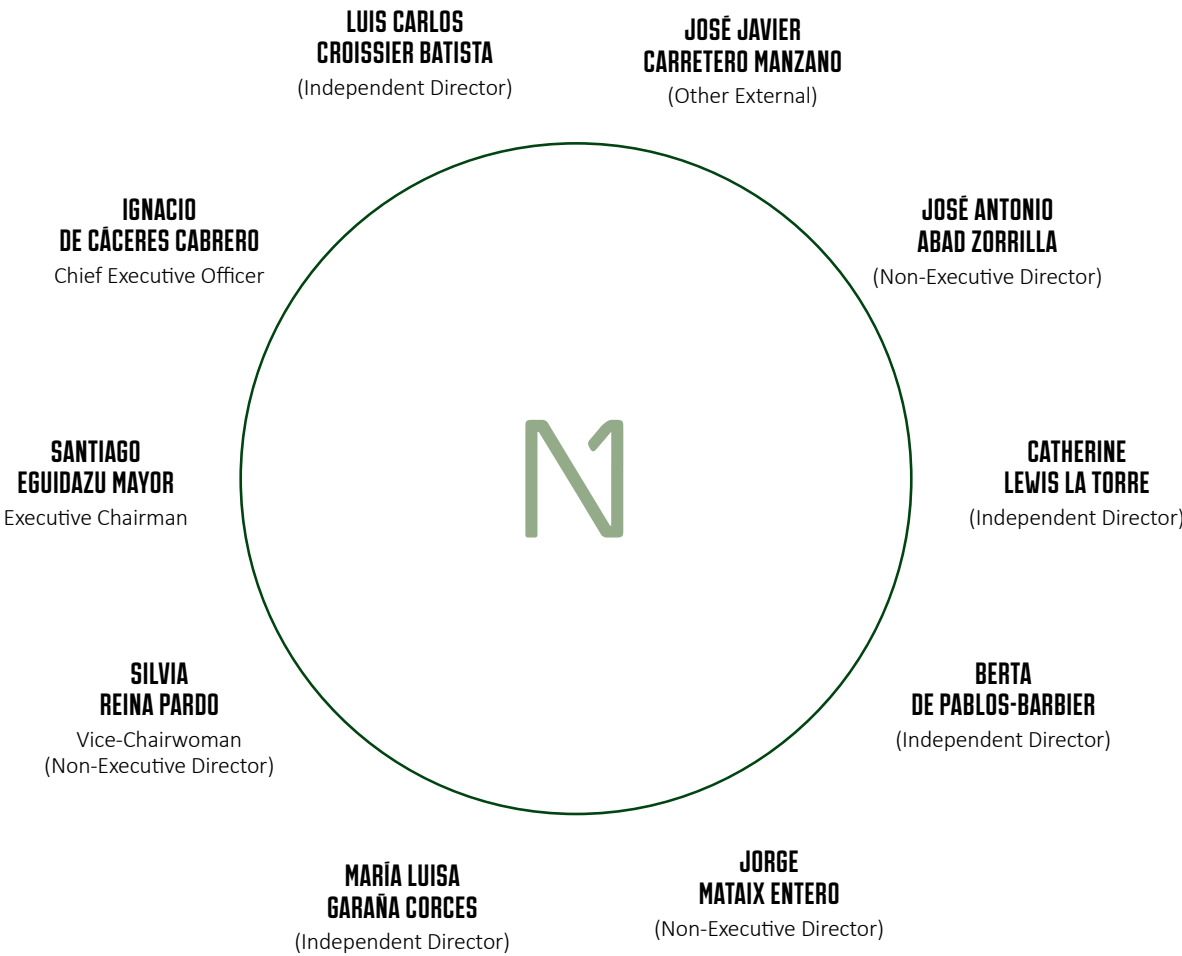 LUIS CARLOS
CROISSIER BATISTA
(Independent Director)
JOSÉ JAVIER
CARRETERO MANZANO
(Other External)
IGNACIO
DE CÁCERES CABRERO
Chief Executive Officer
JOSÉ ANTONIO
ABAD ZORRILLA
(Non-Executive Director)
SANTIAGO
EGUIDAZU MAYOR
Executive Chairman
N1
CATHERINE
LEWIS LA TORRE
(Independent Director)
SILVIA
REINA PARDO
Vice-Chairwoman
(Non-Executive Director)
BERTA
DE PABLOS-BARBIER
(Independent Director)
MARÍA LUISA
GARAÑA CORCES
(Independent Director)
JORGE
MATAIX ENTERO
(Non-Executive Director)